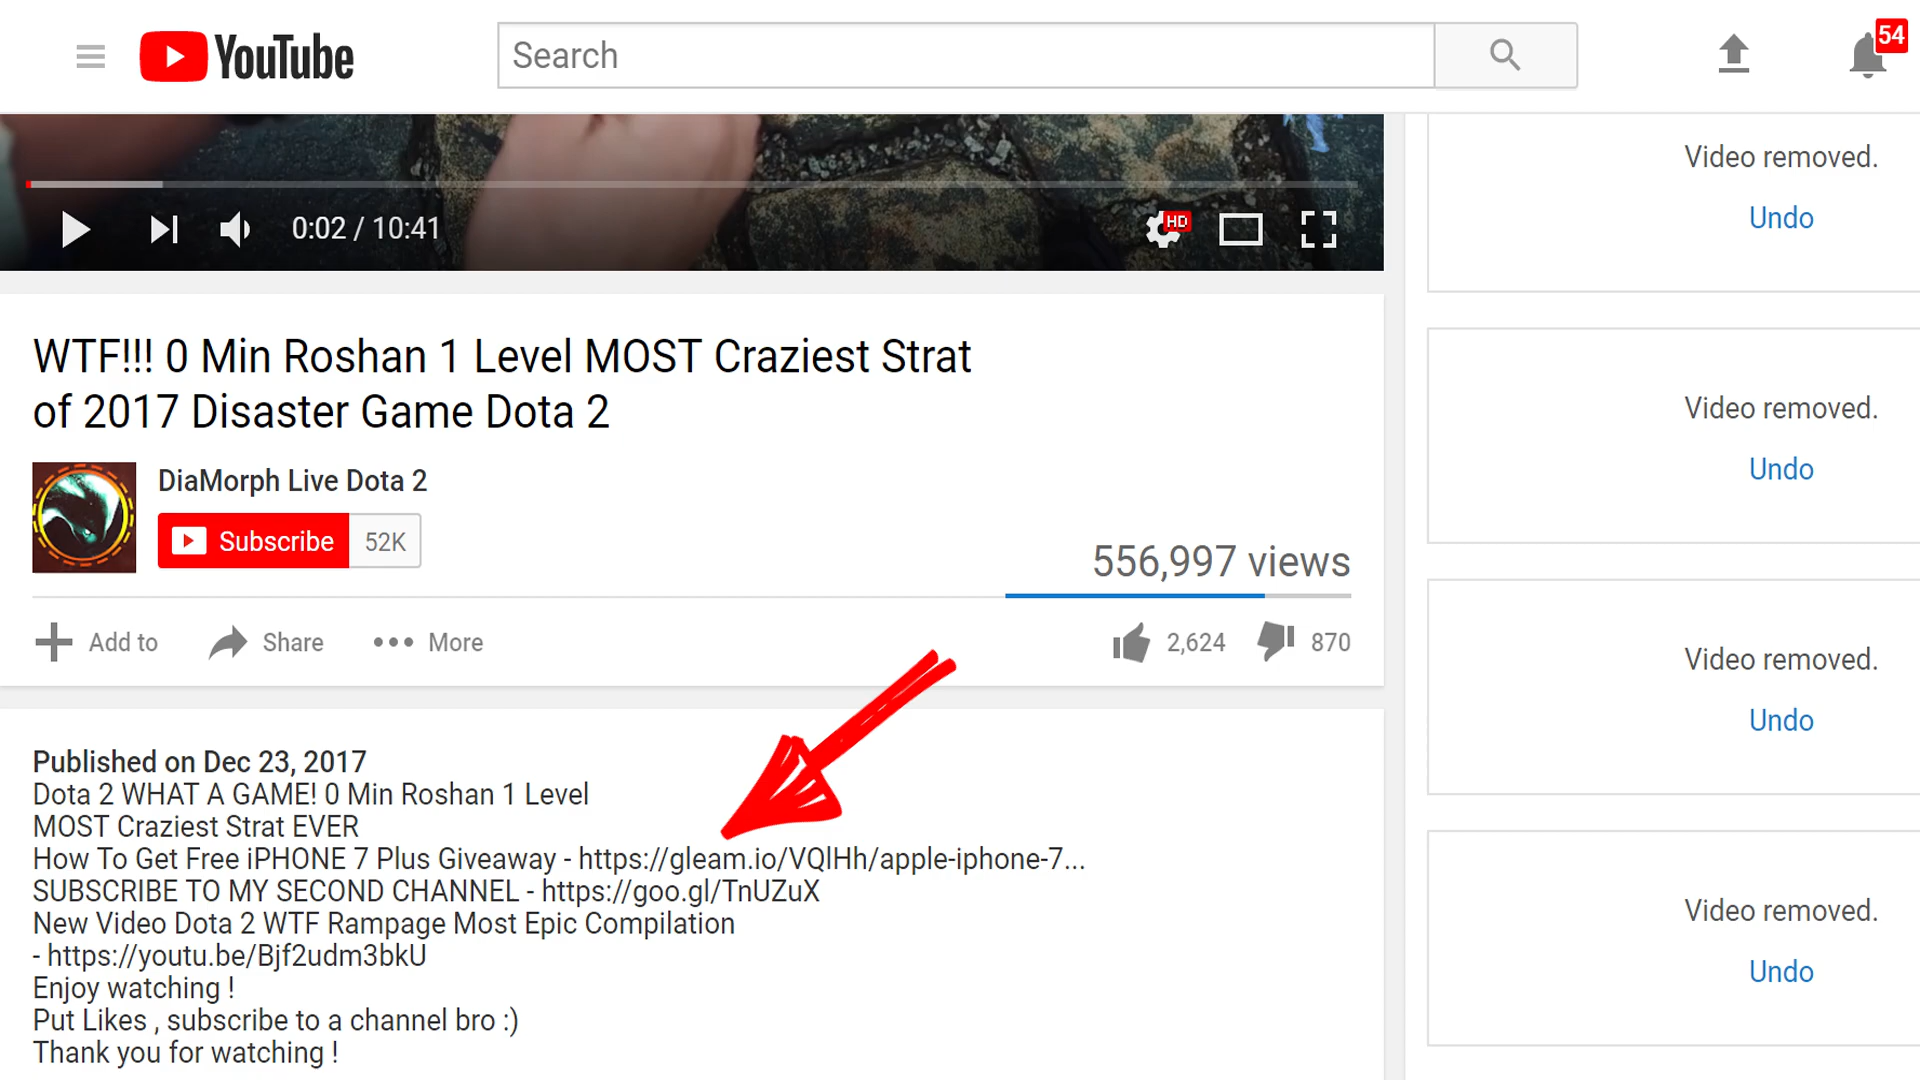 YouTube
Search
54
0:02 / 10:41
HD
WTF!!! 0 Min Roshan 1 Level MOST Craziest Strat
of 2017 Disaster Game Dota 2
DiaMorph Live Dota 2
Subscribe 52K
556,997 views
Add to Share More 2,624 870
Published on Dec 23, 2017
Dota 2 WHAT A GAME! 0 Min Roshan 1 Level
MOST Craziest Strat EVER
How To Get Free iPHONE 7 Plus Giveaway - https://gleam.io/VQlHh/apple-iphone-7...
SUBSCRIBE TO MY SECOND CHANNEL - https://goo.gl/TnUZuX
New Video Dota 2 WTF Rampage Most Epic Compilation
- https://youtu.be/Bjf2udm3bkU
Enjoy watching !
Put Likes , subscribe to a channel bro :)
Thank you for watching !
Video removed.
Undo
Video removed.
Undo
Video removed.
Undo
Video removed.
Undo